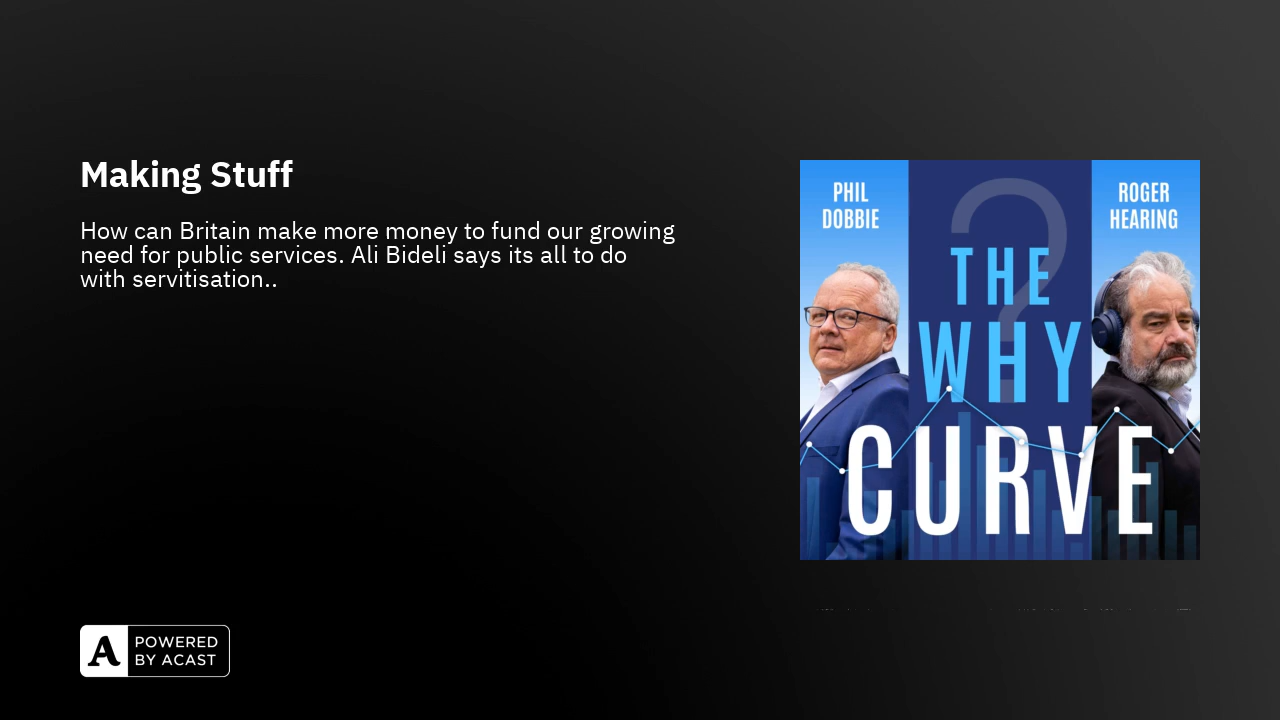 Making Stuff
How can Britain make more money to fund our growing
need for public services. Ali Bideli says its all to do
with servitisation..
PHIL
DOBBIE
ROGER
HEARING
?
THE
WHY
CURVE
A
POWERED
BY ACAST